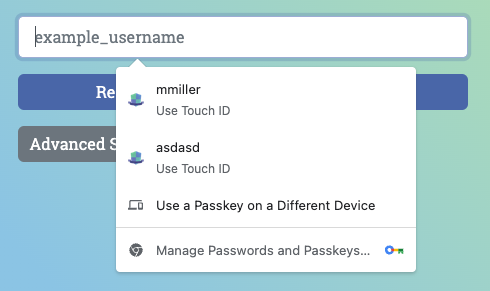 example_username
mmiller
Use Touch ID
asdasd
Use Touch ID
Use a Passkey on a Different Device
Manage Passwords and Passkeys...
Advanced